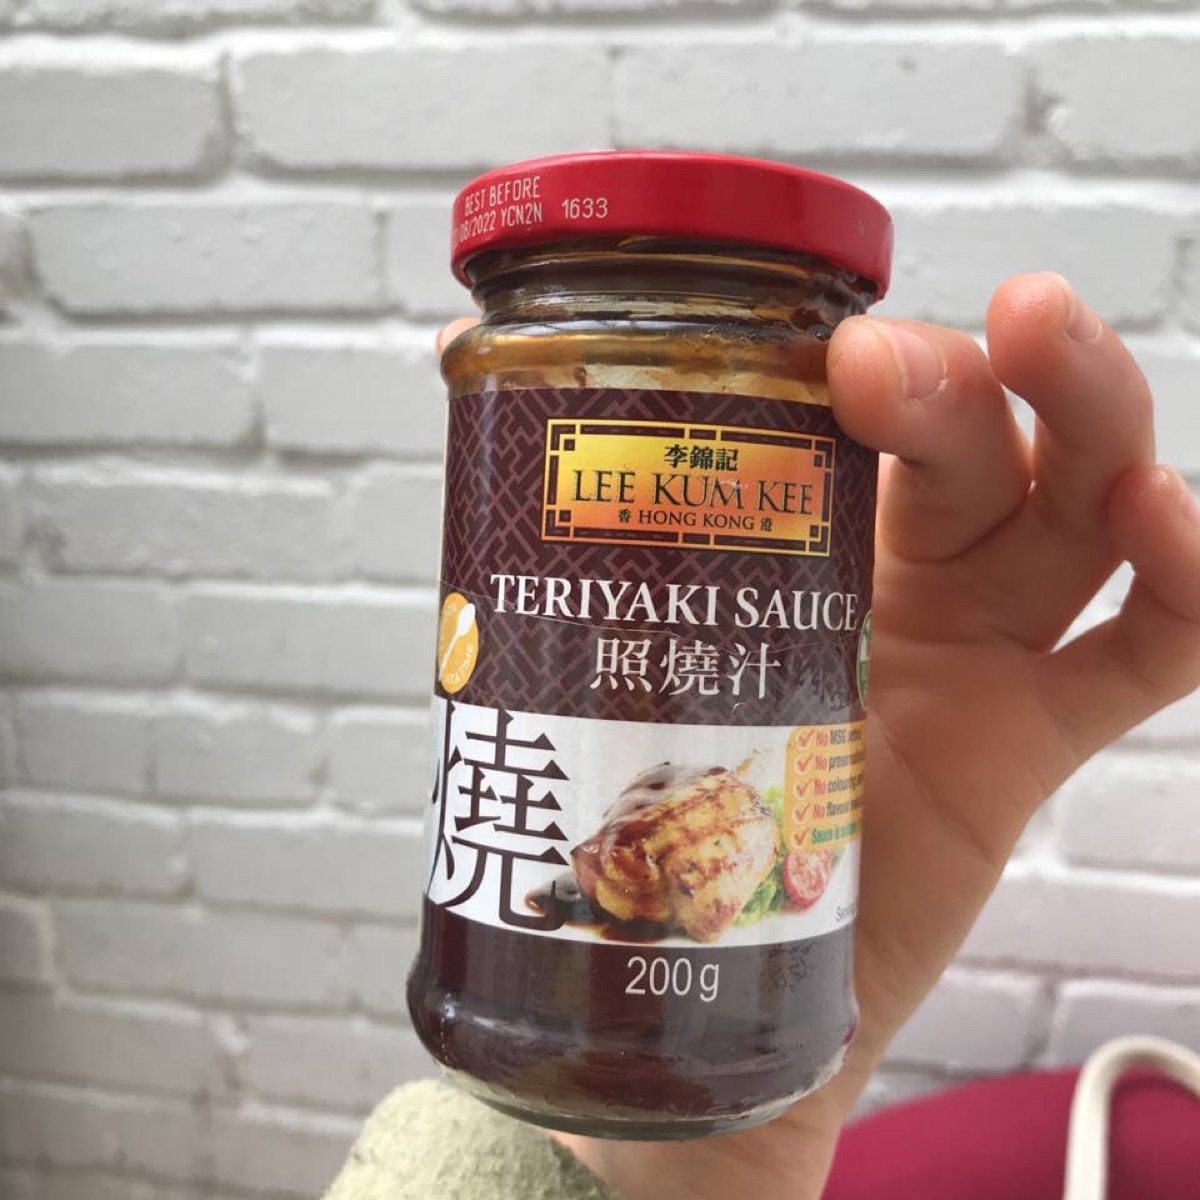 BEST BEFORE
08/2022 YCN2N 1633
李錦記
LEE KUM KEE
香 HONG KONG 港
TERIYAKI SAUCE
照燒汁
燒
No MSG
No
No colouring
No flavour
Sauce is
200g